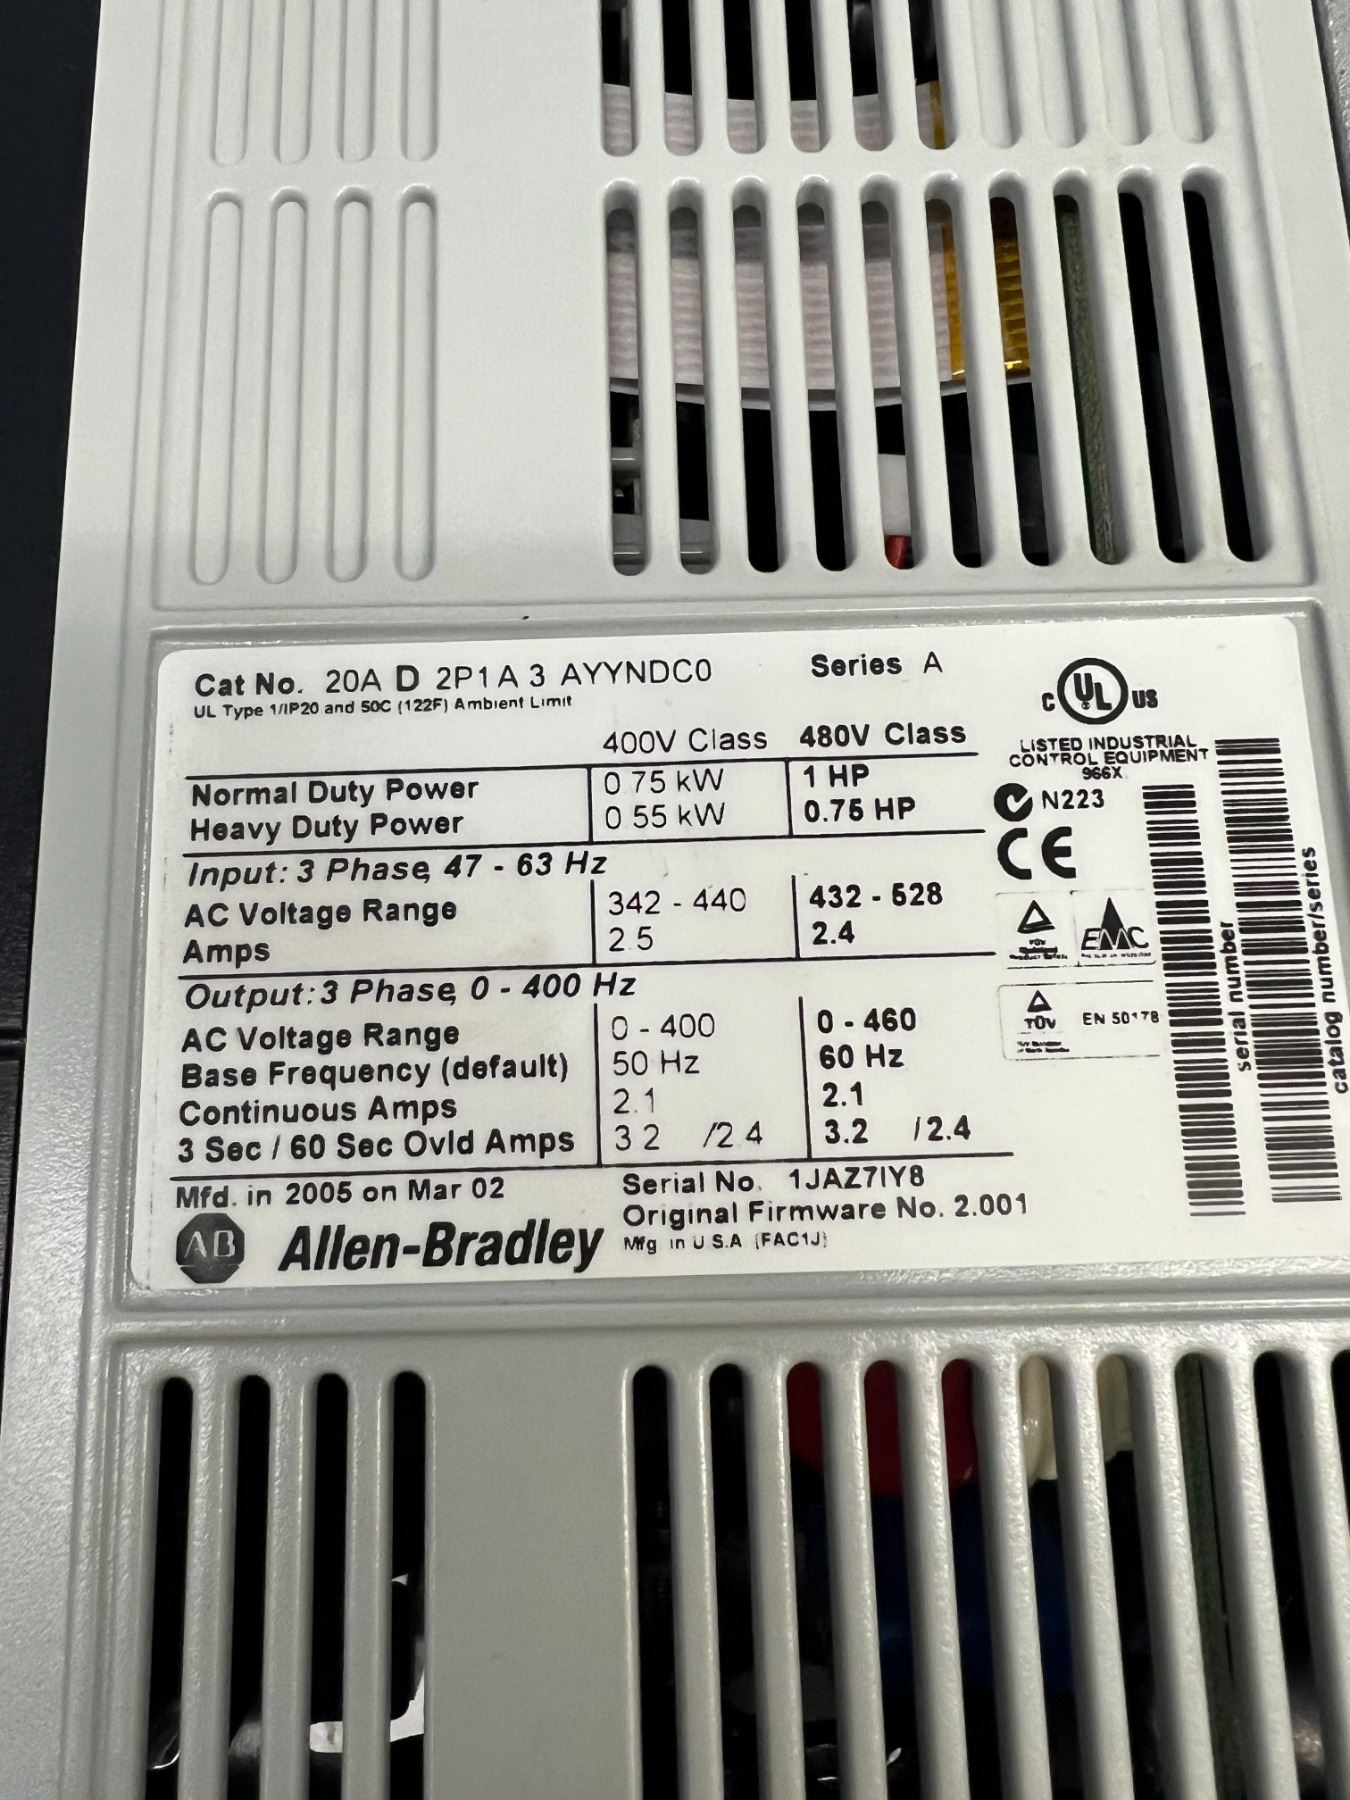 Cat No. 20A D 2P1 A 3 AYYNDC0 Series A
UL Type 1/IP20 and 50C (122F) Ambient Limit
400V Class 480V Class
Normal Duty Power 0.75 kW 1 HP
Heavy Duty Power 0.55 kW 0.75 HP
Input: 3 Phase, 47 - 63 Hz
AC Voltage Range 342 - 440 432 - 528
Amps 2.5 2.4
Output: 3 Phase, 0 - 400 Hz
AC Voltage Range 0 - 400 0 - 460
Base Frequency (default) 50 Hz 60 Hz
Continuous Amps 2.1 2.1
3 Sec / 60 Sec Ovld Amps 3.2 /2.4 3.2 /2.4
Mfd. in 2005 on Mar 02
Serial No. 1JAZ7IY8
Original Firmware No. 2.001
Mfg in U.S.A (FAC1J)
AB Allen-Bradley
C UL US
LISTED INDUSTRIAL
CONTROL EQUIPMENT
966X
N223
CE
TÜV
EMC
TÜV EN 50178
serial number
catalog number/series